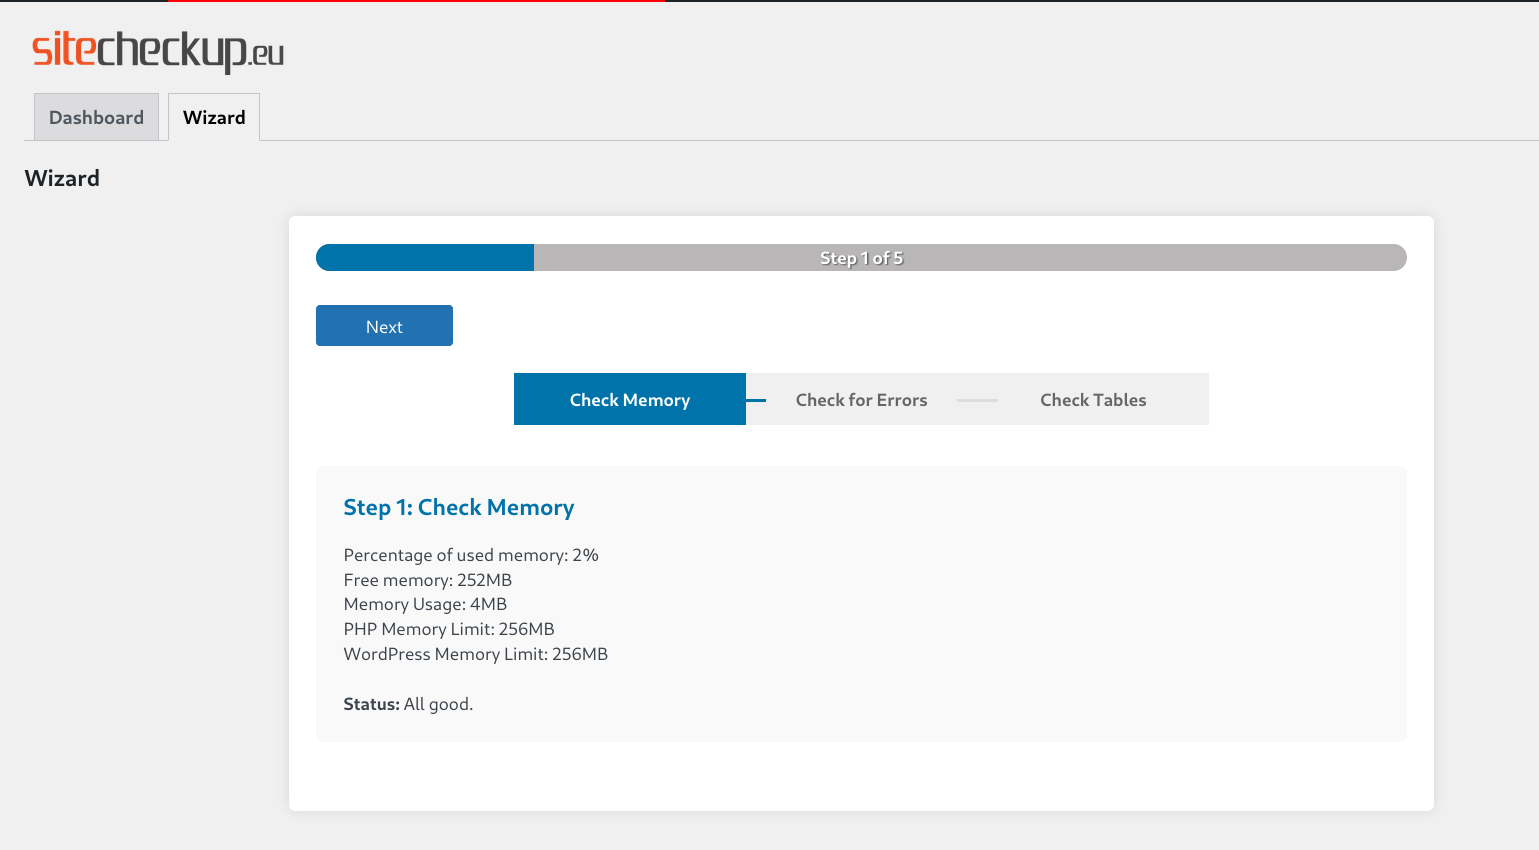 sitecheckup.eu
Dashboard Wizard
Wizard
Step 1 of 5
Next
Check Memory Check for Errors Check Tables
Step 1: Check Memory
Percentage of used memory: 2%
Free memory: 252MB
Memory Usage: 4MB
PHP Memory Limit: 256MB
WordPress Memory Limit: 256MB
Status: All good.